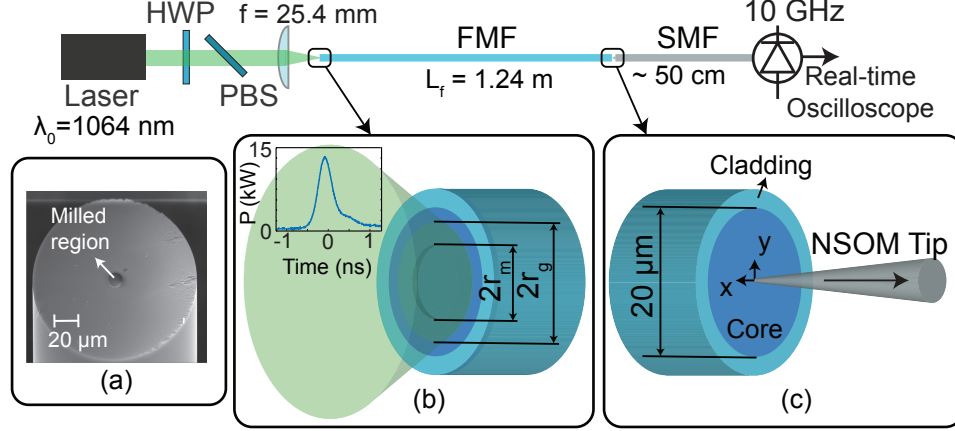 HWP
f = 25.4 mm
10 GHz
FMF
SMF
Laser
PBS
L_f = 1.24 m
~ 50 cm
Real-time
Oscilloscope
λ₀=1064 nm
Milled
region
20 μm
(a)
15
P (kW)
0
-1
0
1
Time (ns)
2r_m
2r_g
(b)
Cladding
NSOM Tip
20 μm
y
x
Core
(c)